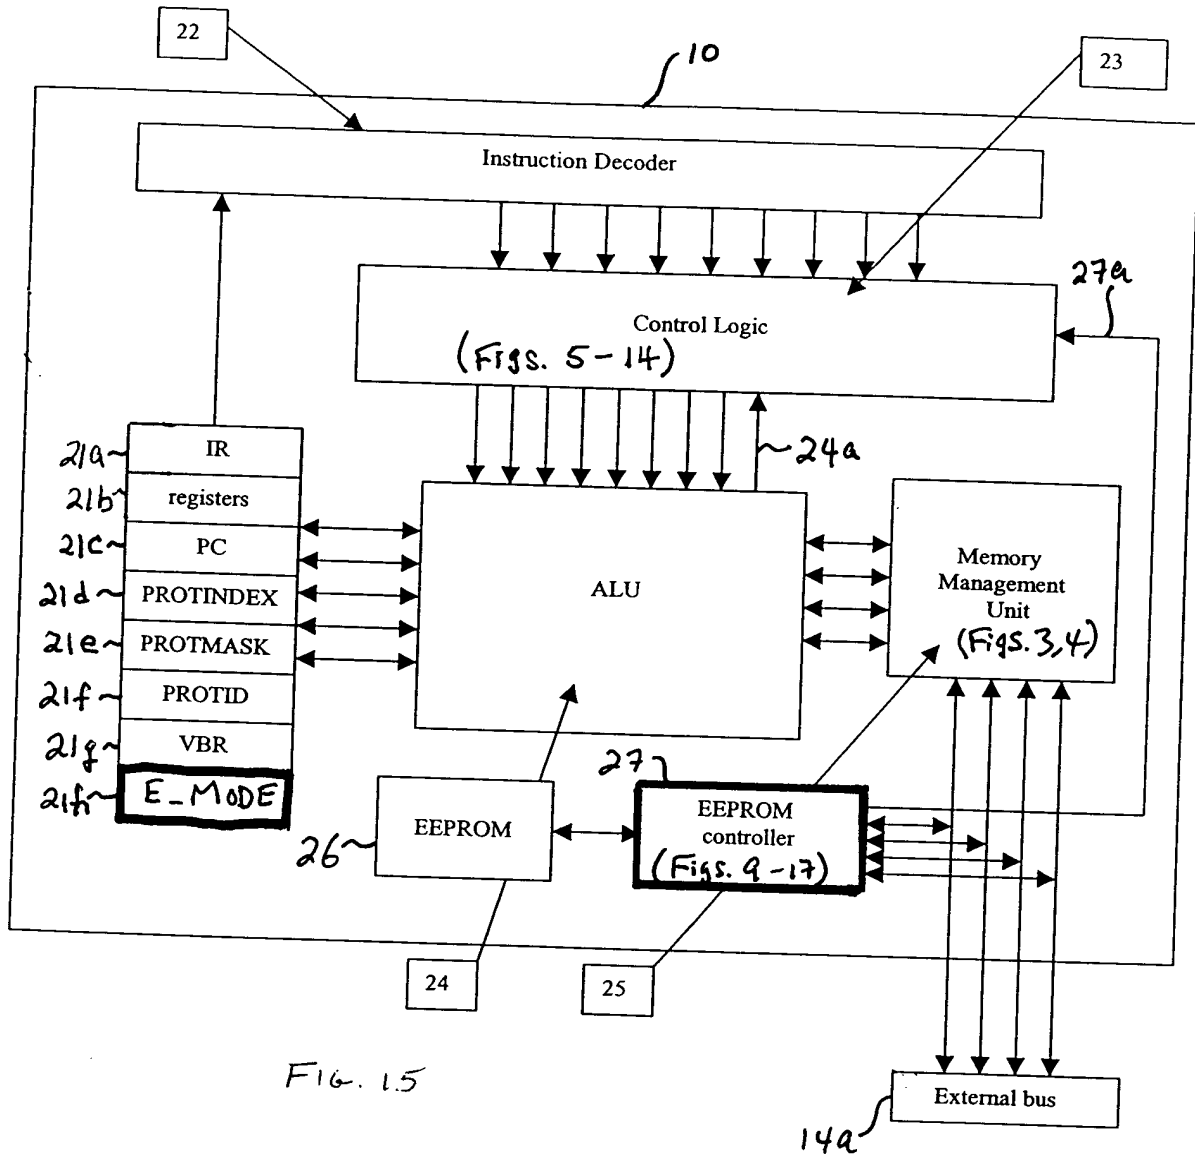 22
10
23
Instruction Decoder
27a
Control Logic
(Figs. 5-14)
24a
21a
IR
21b
registers
21c
PC
21d
PROTINDEX
21e
PROTMASK
21f
PROTID
21g
VBR
21h
E_MODE
ALU
Memory
Management
Unit
(Figs. 3,4)
27
26
EEPROM
EEPROM
controller
(Figs. 9-17)
24
25
FIG. 15
External bus
14a